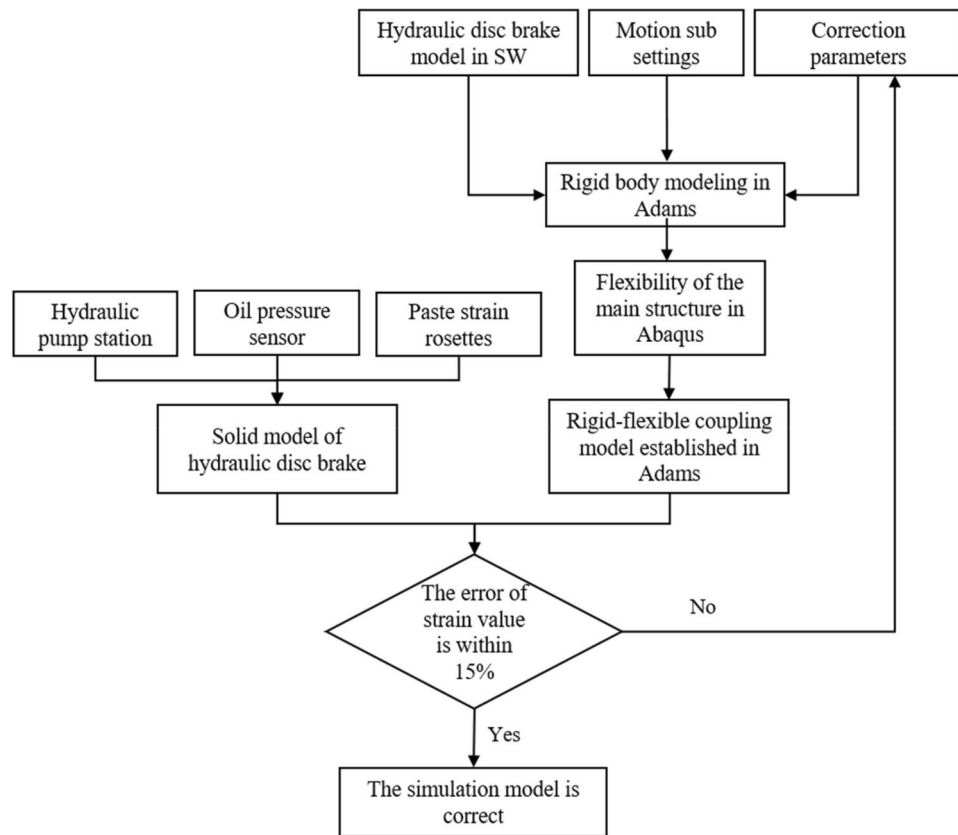 Hydraulic disc brake
model in SW
Motion sub
settings
Correction
parameters
Rigid body modeling in
Adams
Flexibility of the
main structure in
Abaqus
Hydraulic
pump station
Oil pressure
sensor
Paste strain
rosettes
Solid model of
hydraulic disc brake
Rigid-flexible coupling
model established in
Adams
The error of
strain value
is within
15%
No
Yes
The simulation model is
correct